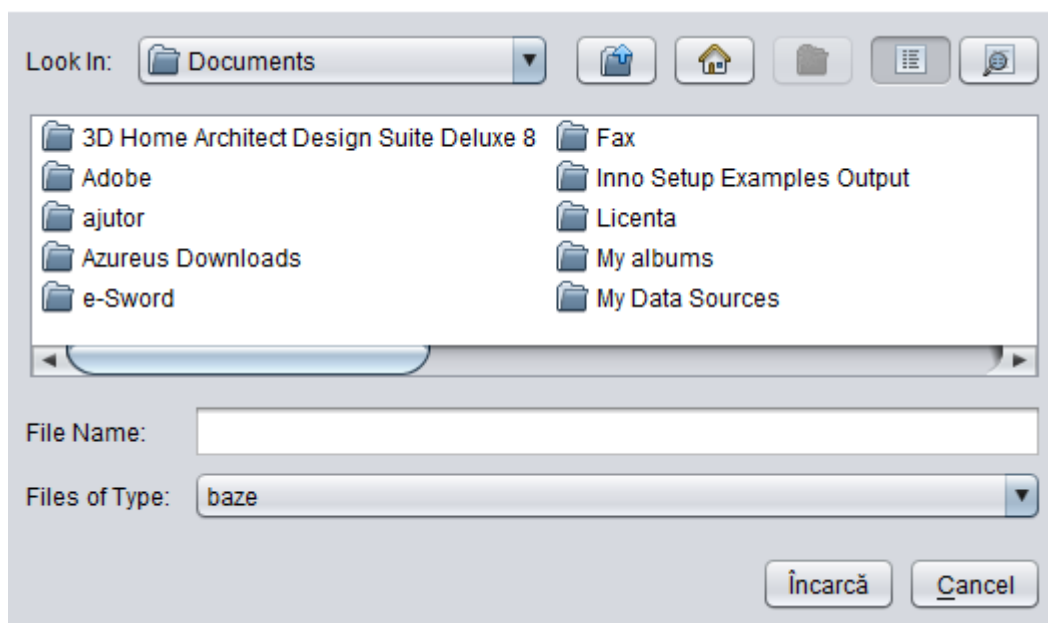 Look In: Documents
3D Home Architect Design Suite Deluxe 8
Adobe
ajutor
Azureus Downloads
e-Sword
Fax
Inno Setup Examples Output
Licenta
My albums
My Data Sources
File Name:
Files of Type: baze
Încarcă Cancel